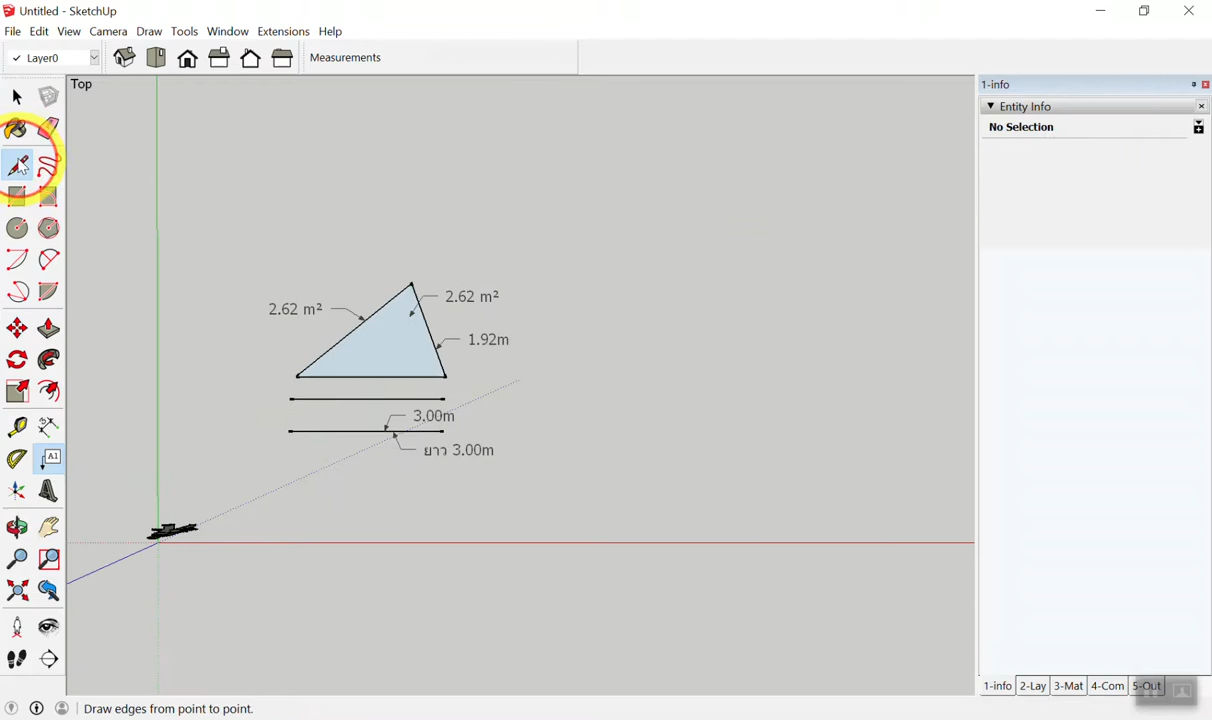 Untitled - SketchUp
File Edit View Camera Draw Tools Window Extensions Help
Layer0 Measurements
1-info
Top
Entity Info
No Selection
2.62 m²
2.62 m²
1.92m
3.00m
ยาว 3.00m
A1
1-info 2-Lay 3-Mat 4-Com 5-Out
Draw edges from point to point.